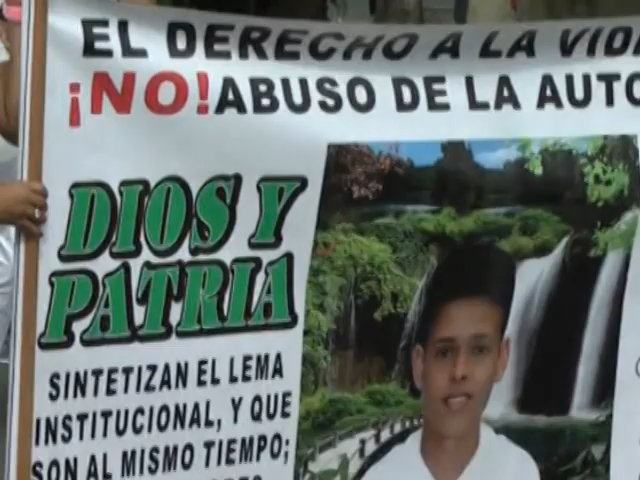 EL DERECHO A LA VIDA
¡NO! ABUSO DE LA AUTO
DIOS Y
PATRIA
SINTETIZAN EL LEMA
INSTITUCIONAL, Y QUE
SON AL MISMO TIEMPO;